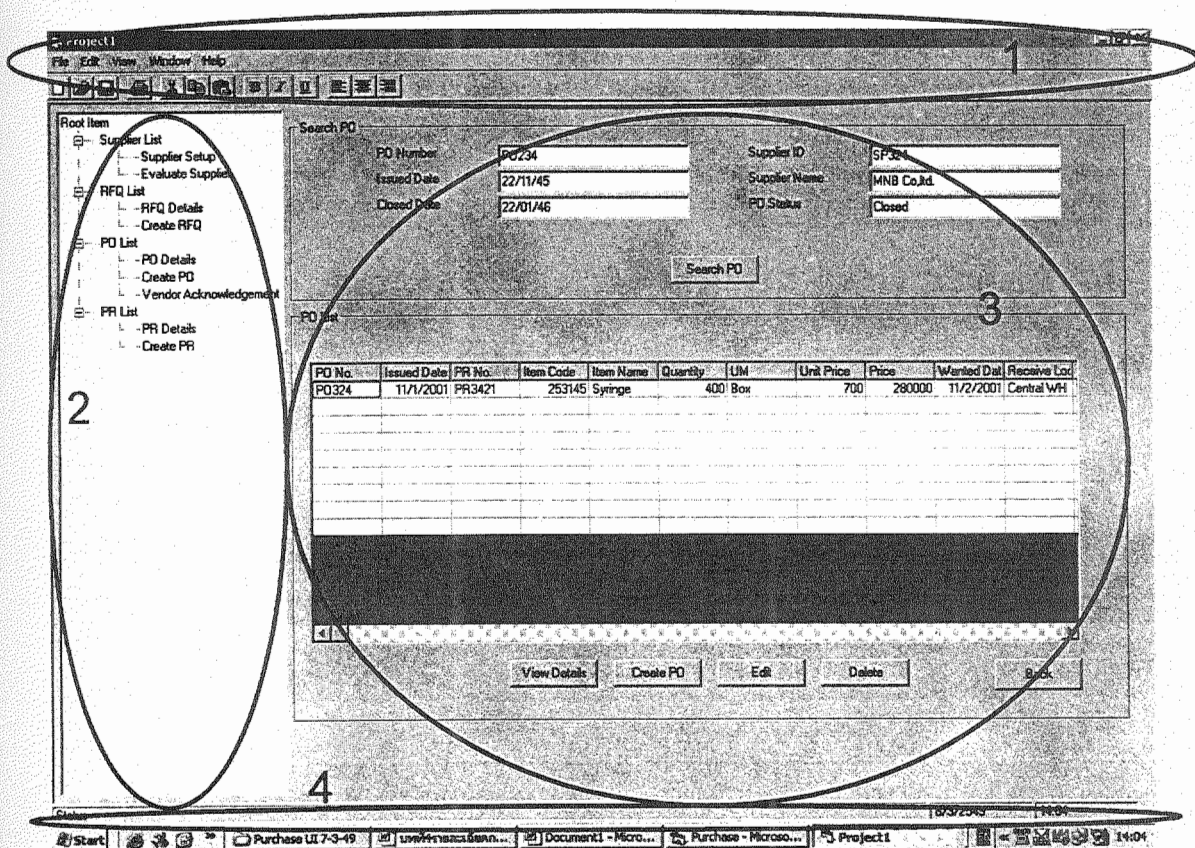 Project1
1
File Edit View Window Help
B I U
Root Item
Supplier List
Supplier Setup
Evaluate Supplier
RFQ List
RFQ Details
Create RFQ
PO List
PO Details
Create PO
Vendor Acknowledgement
PR List
PR Details
Create PR
2
Search PO
PO Number PO234 Supplier ID SP321
Issued Date 22/11/45 Supplier Name MNB Co,ltd.
Closed Date 22/01/46 PO Status Closed
Search PO
3
PO List
PO No. Issued Date PR No. Item Code Item Name Quantity UM Unit Price Price Wanted Dat Receive Loc
PO324 11/1/2001 PR3421 253145 Syringe 400 Box 700 280000 11/2/2001 Central WH
View Details Create PO Edit Delete Back
4
Status 8/3/2549 14:04
Start Purchase UI 7-3-49 Document1 - Micro... Purchase - Microso... Project1 14:04